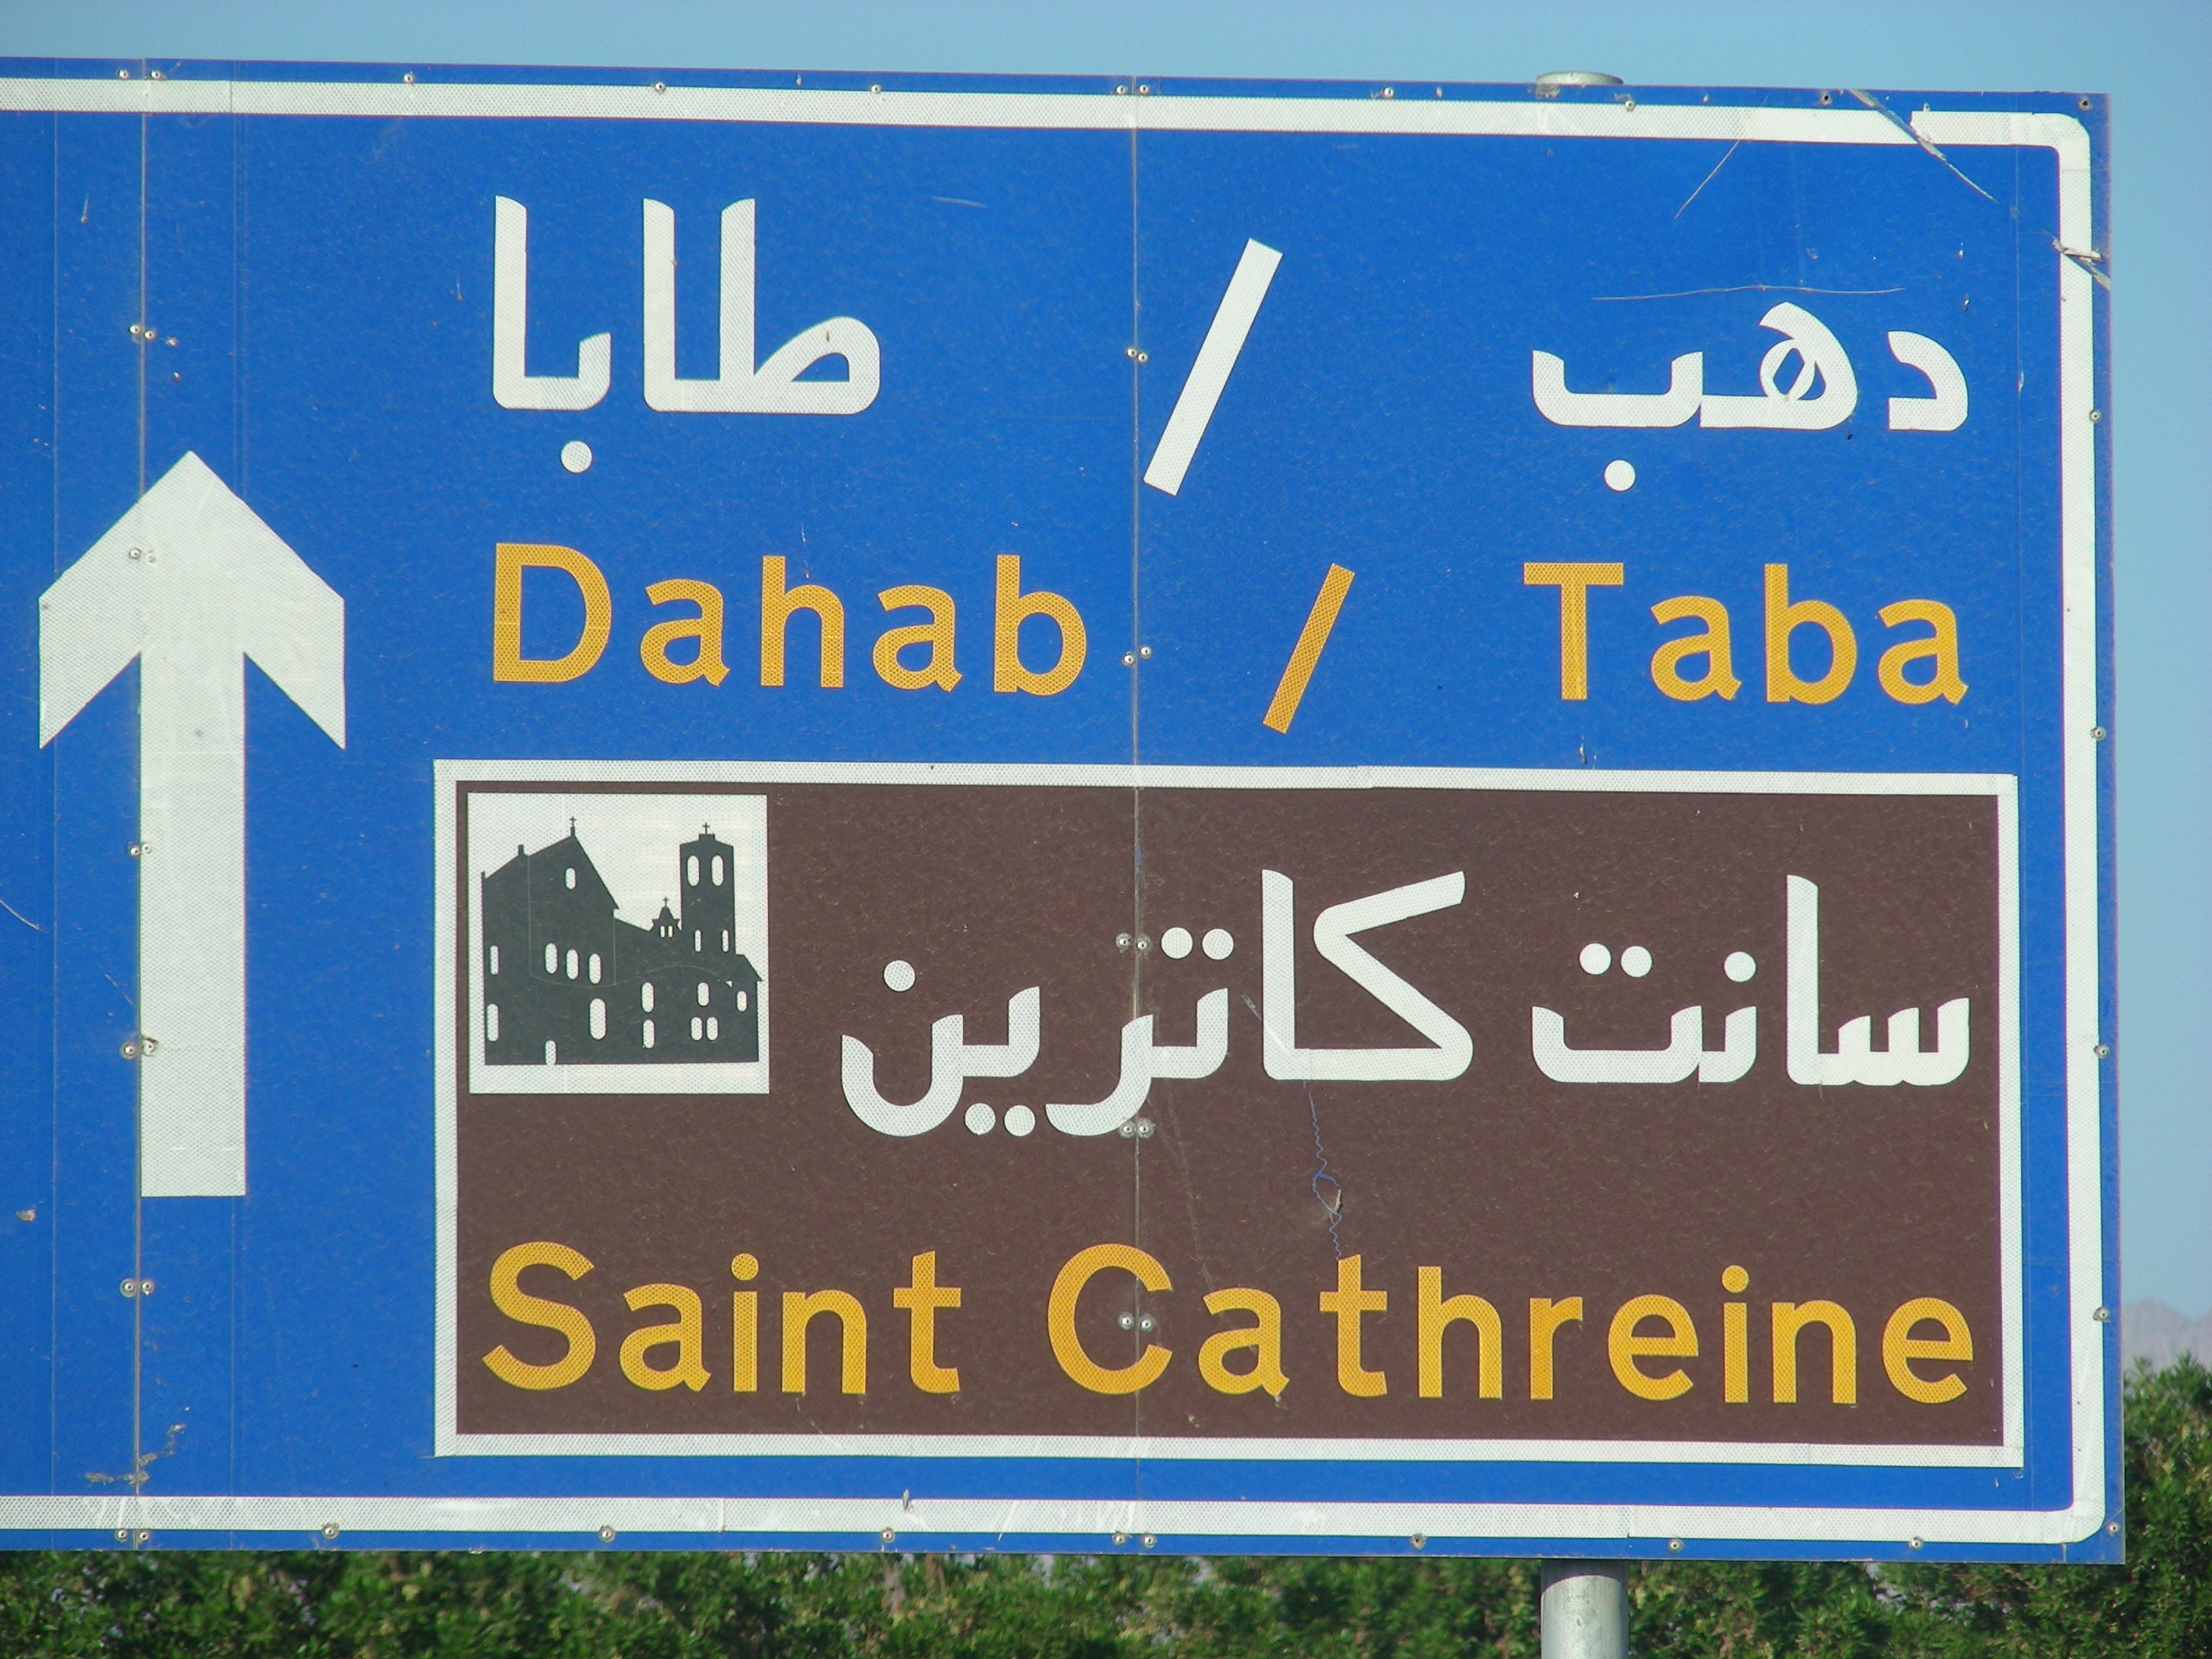 دهب / طابا
Dahab / Taba
سانت كاترين
Saint Cathreine